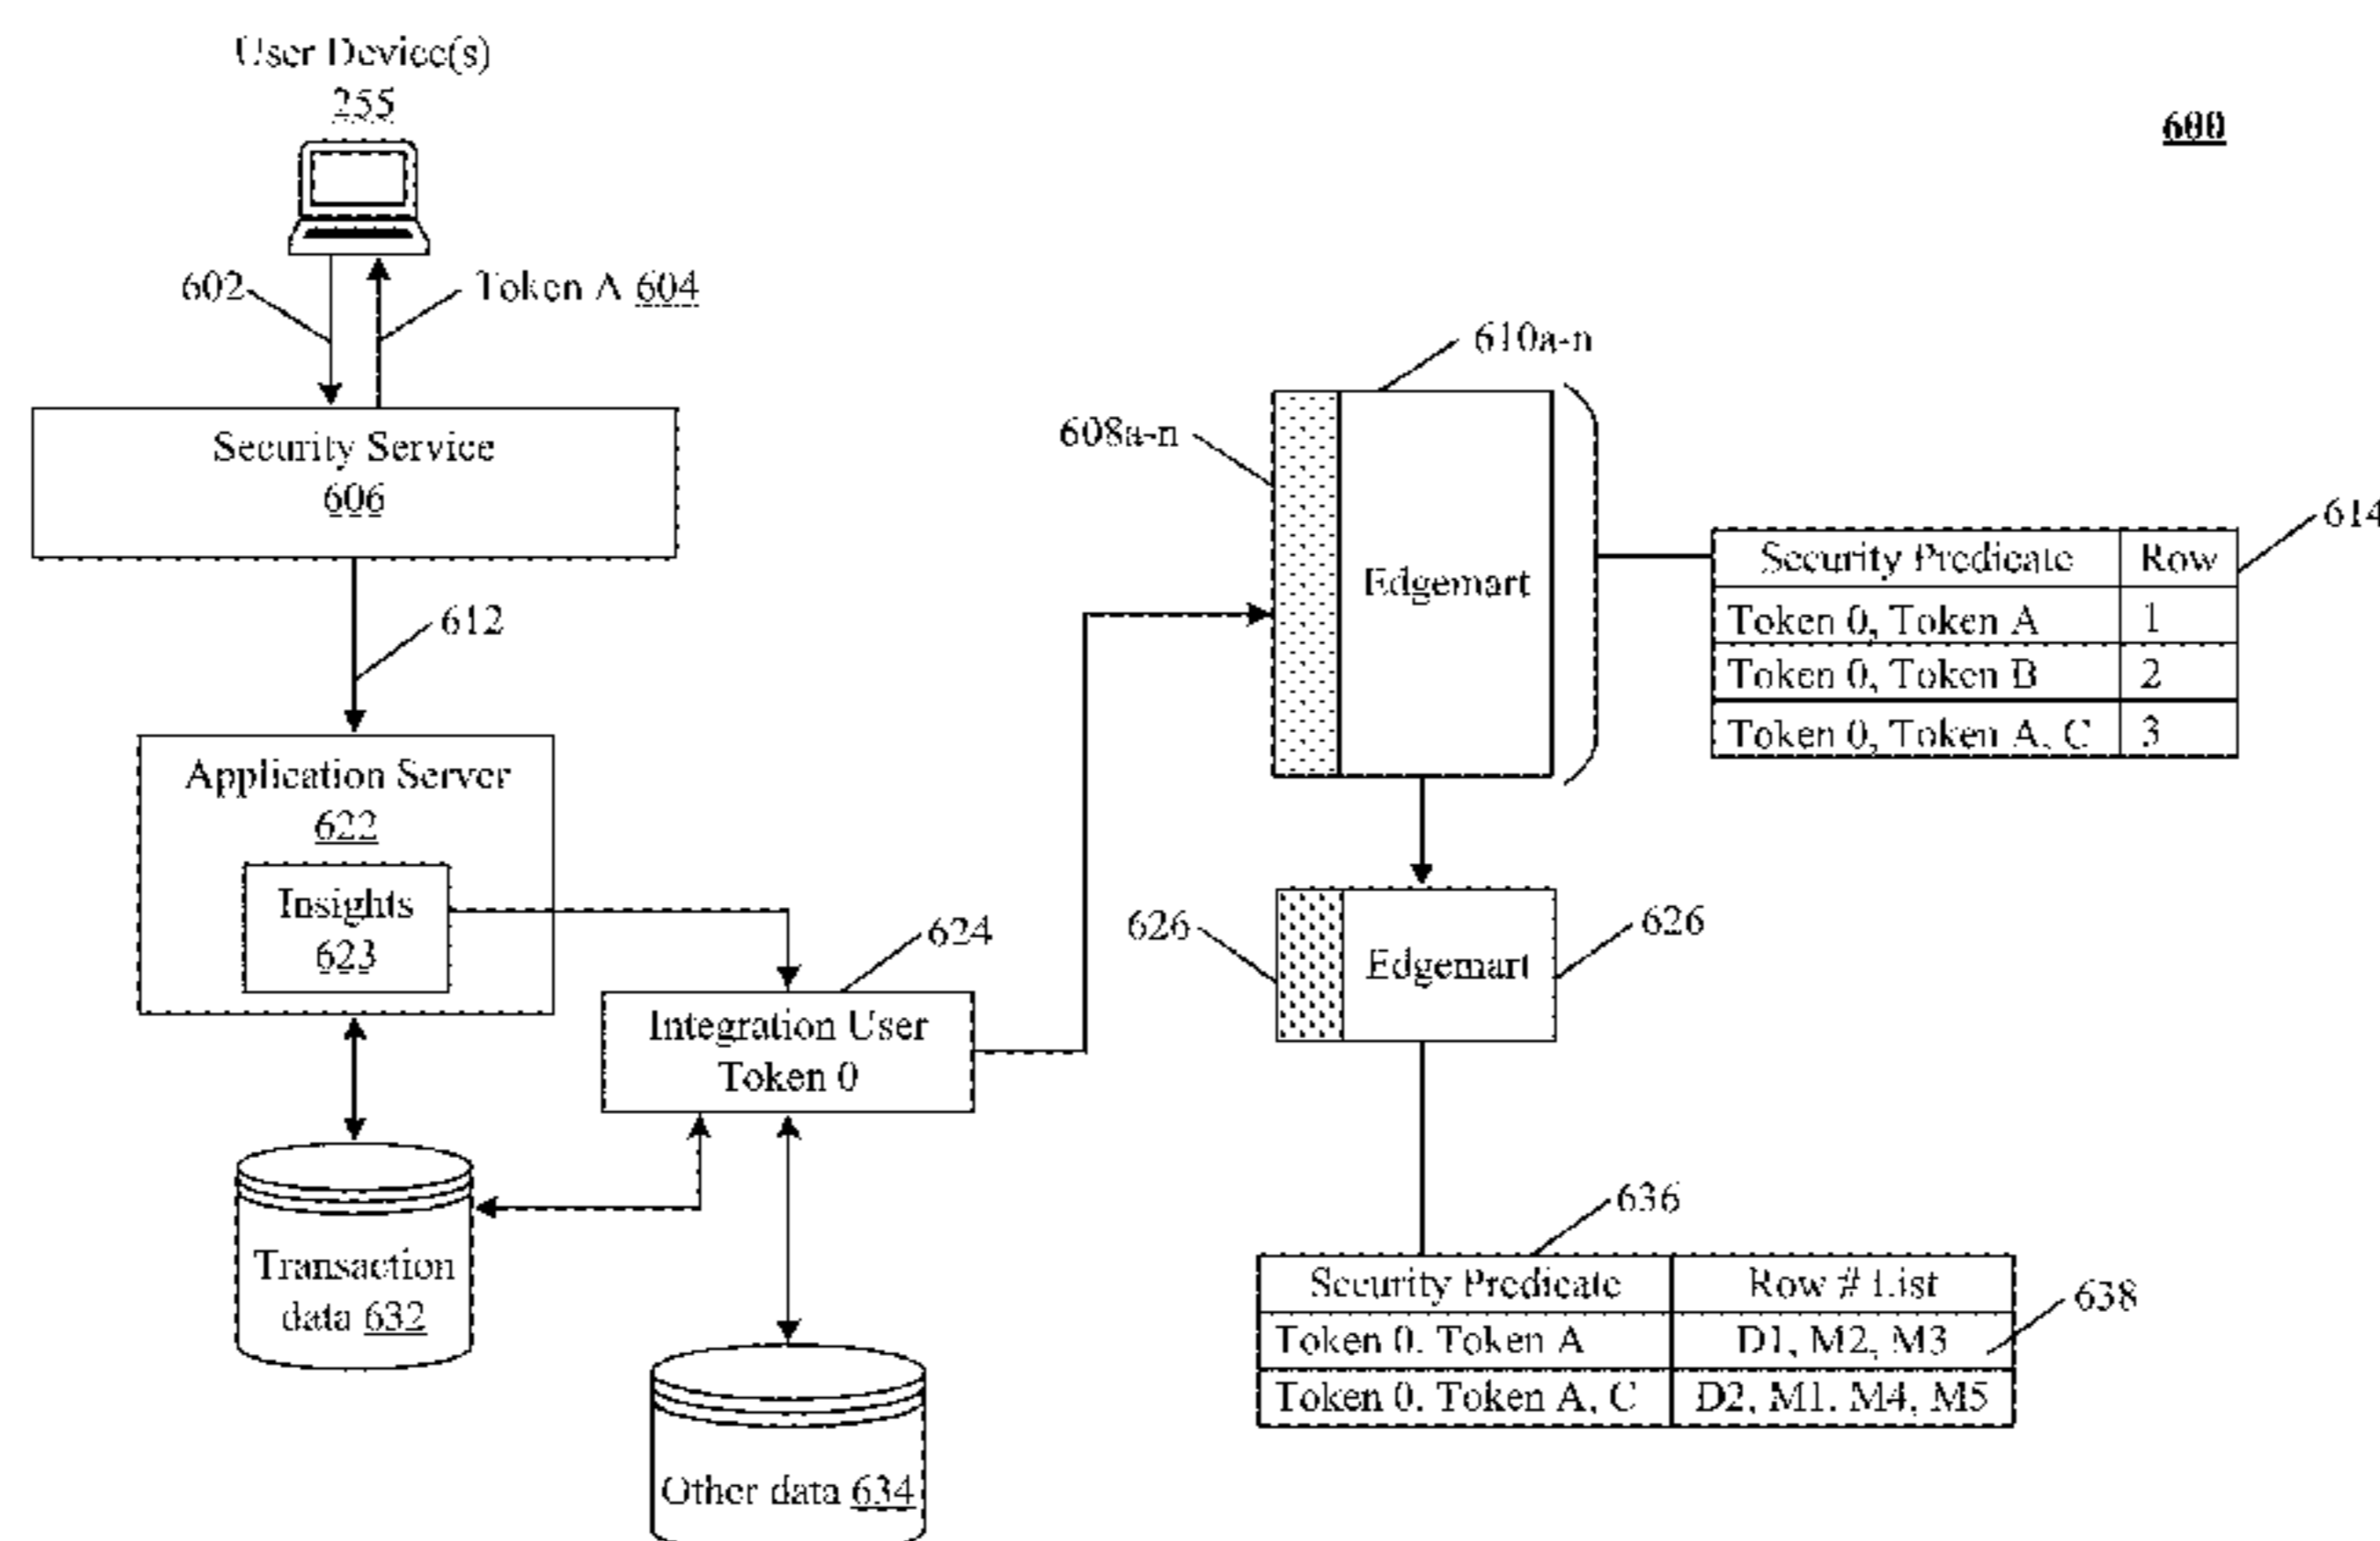 User Device(s)
255
600
602
Token A 604
610a-n
608a-n
Security Service
606
614
Edgemart
Security Predicate Row
Token 0, Token A 1
Token 0, Token B 2
Token 0, Token A, C 3
612
Application Server
622
Insights
623
624
626
Edgemart
626
Integration User
Token 0
636
Transaction
data 632
Security Predicate Row # List
638
Token 0. Token A D1, M2, M3
Token 0. Token A, C D2, M1. M4, M5
Other data 634